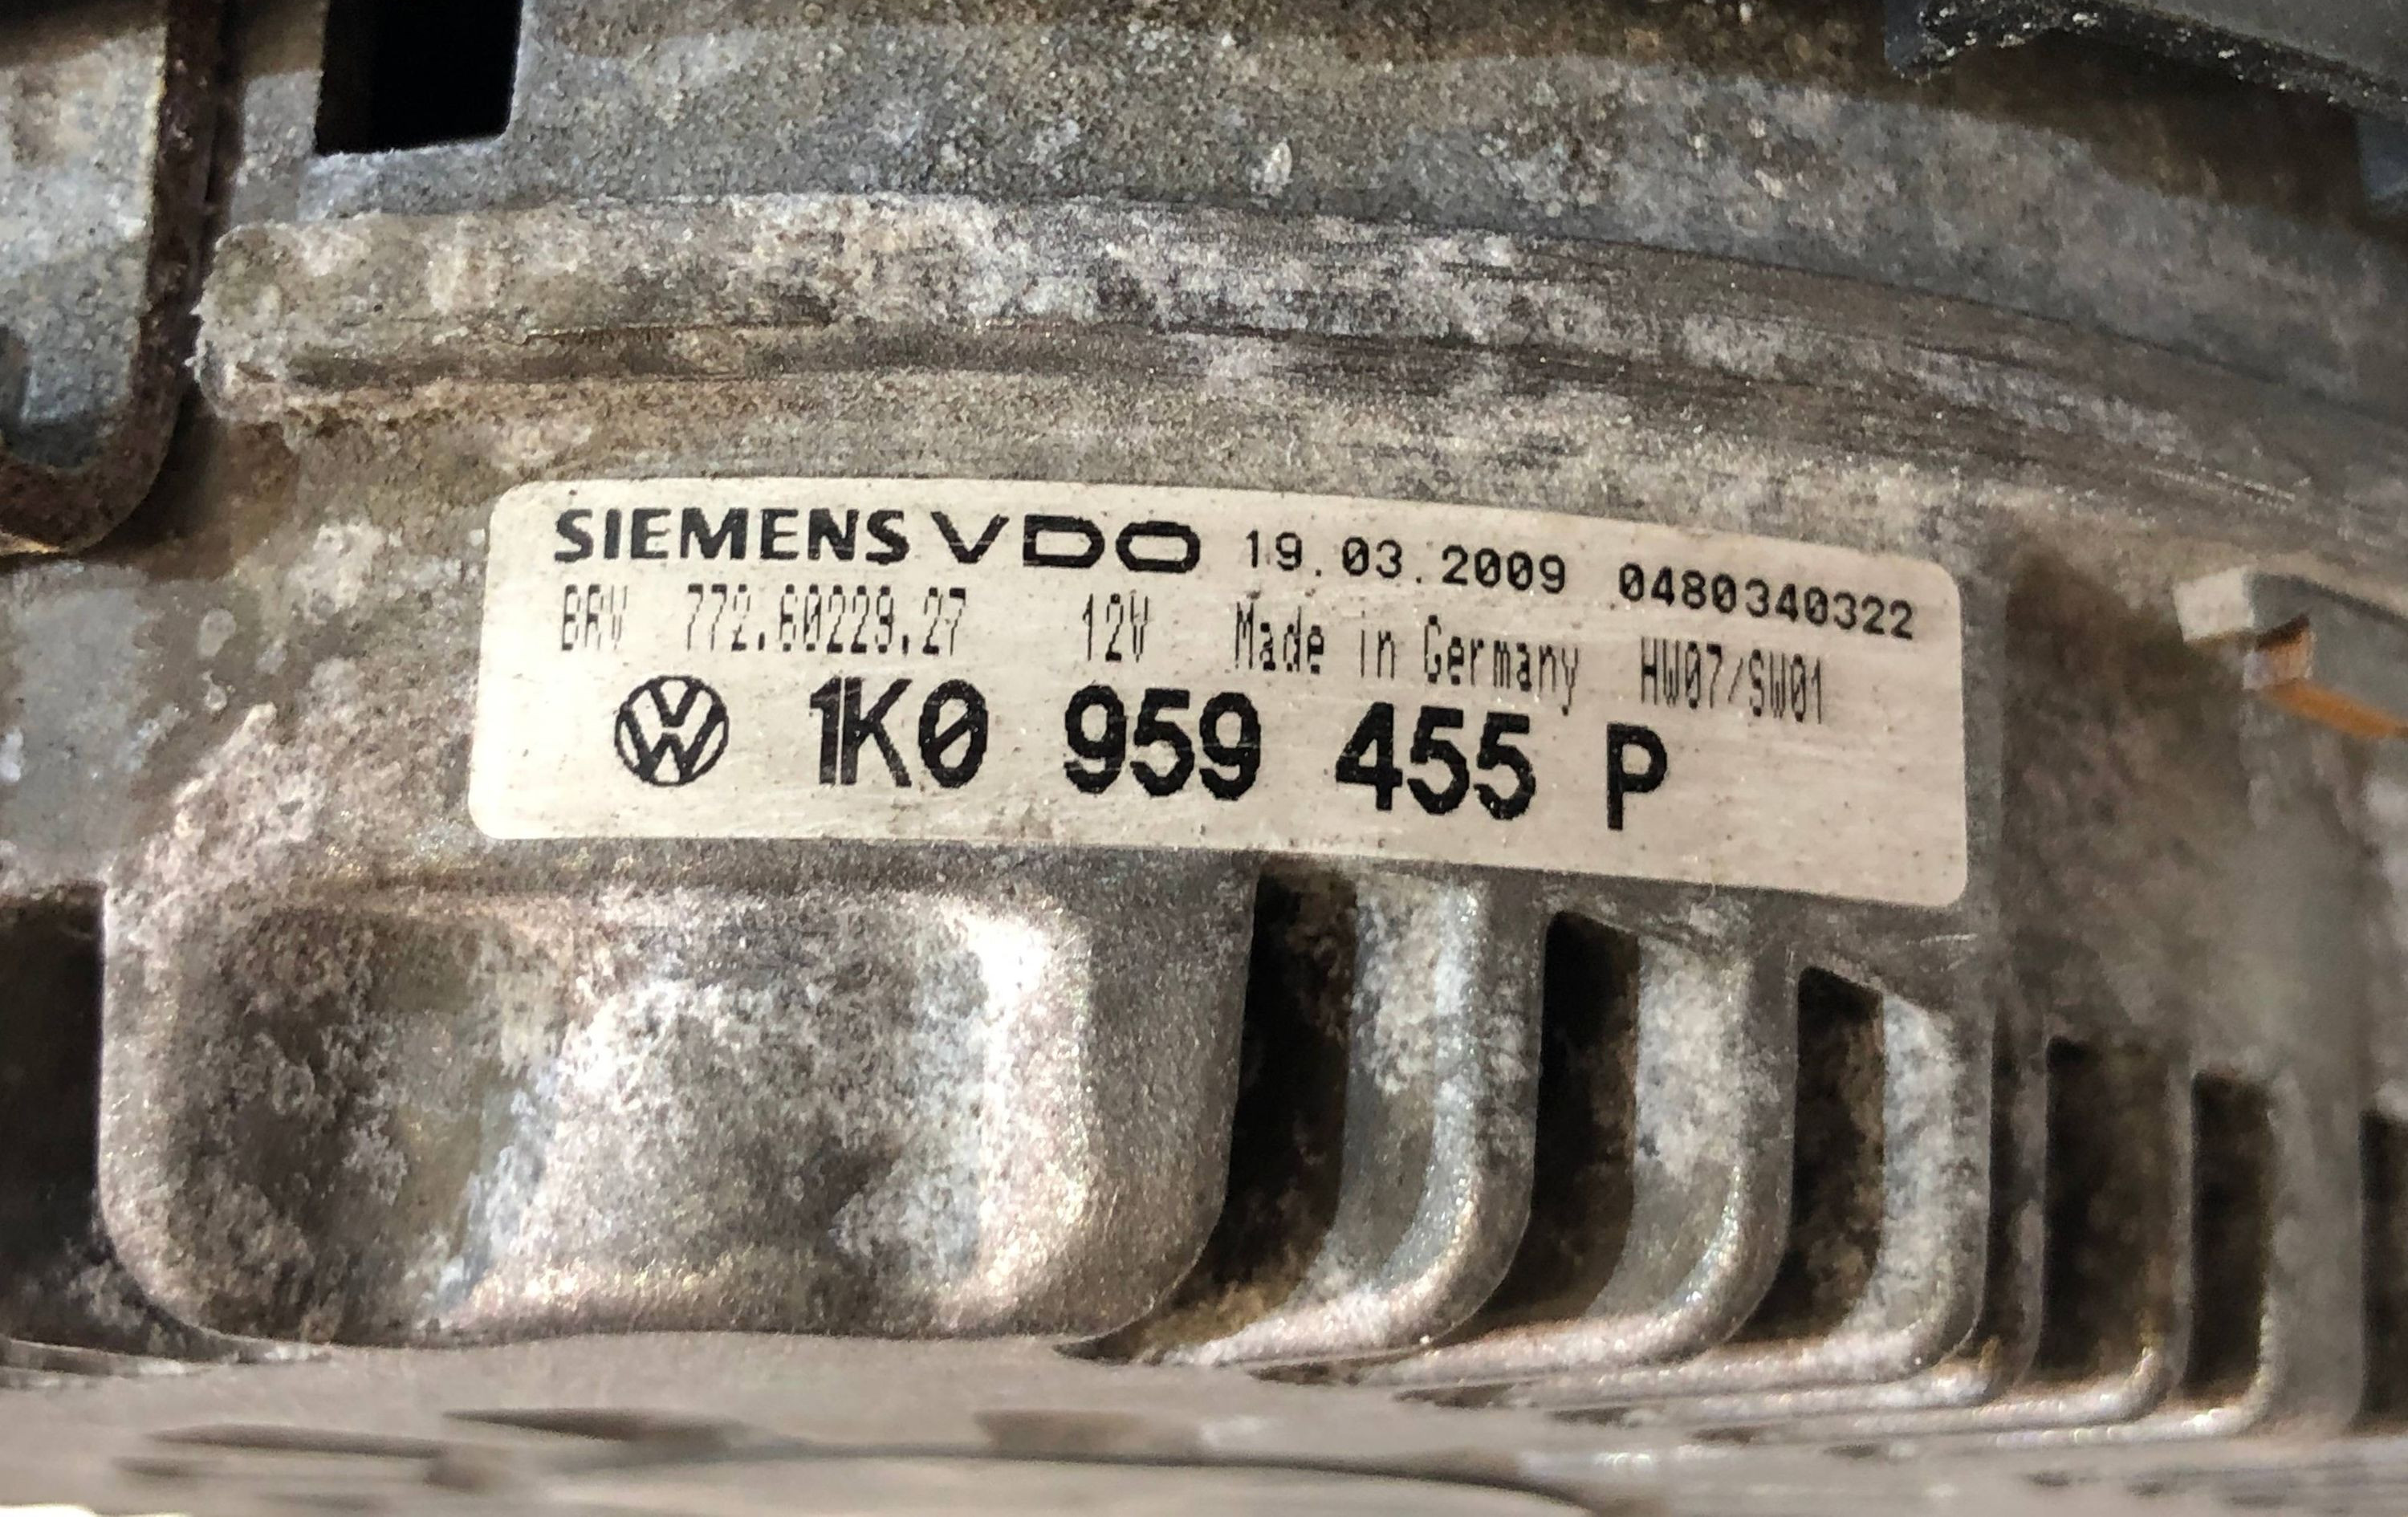 SIEMENS VDO 19.03.2009 0480340322
BRV 772.60229.27 12V Made in Germany HW07/SW01
1K0 959 455 P